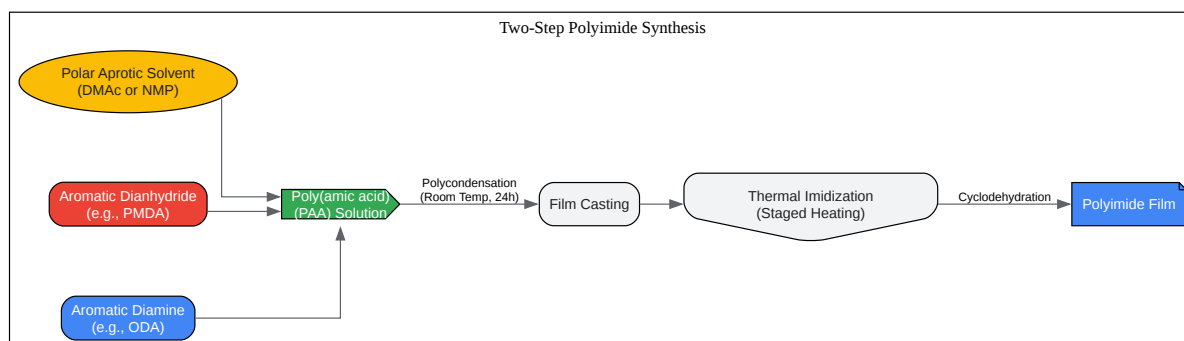 Two-Step Polyimide Synthesis
Polar Aprotic Solvent
(DMAc or NMP)
Aromatic Dianhydride
(e.g., PMDA)
Poly(amic acid)
(PAA) Solution
Polycondensation
(Room Temp, 24h)
Film Casting
Thermal Imidization
(Staged Heating)
Cyclodehydration
Polyimide Film
Aromatic Diamine
(e.g., ODA)